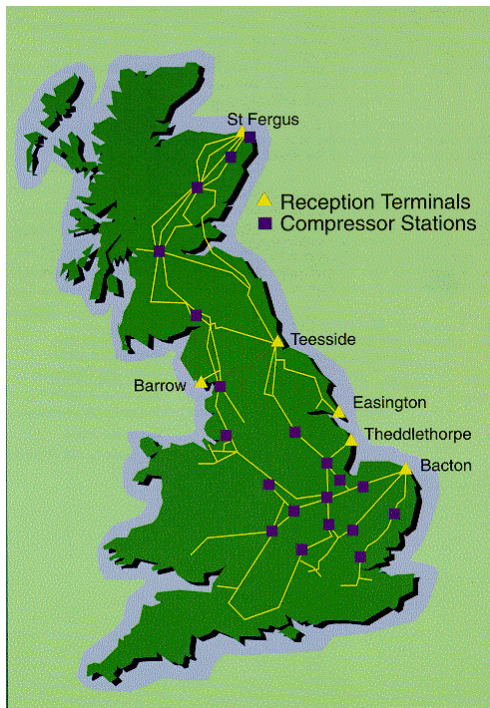 St Fergus
Reception Terminals
Compressor Stations
Teesside
Barrow
Easington
Theddlethorpe
Bacton